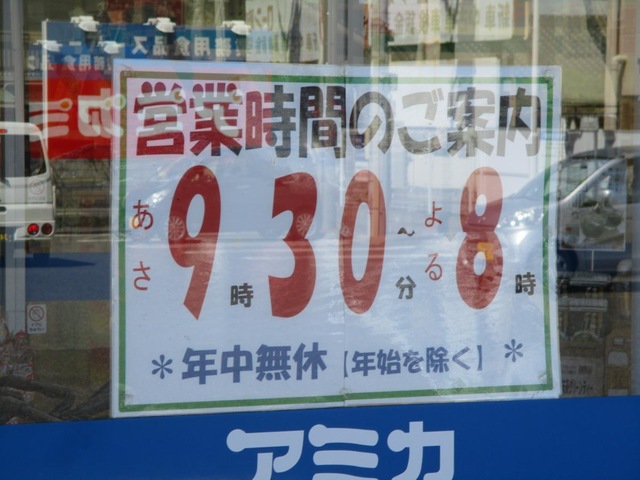 営業時間のご案内
あさ 9時30分~よる8時
*年中無休【年始を除く】*
アミカ